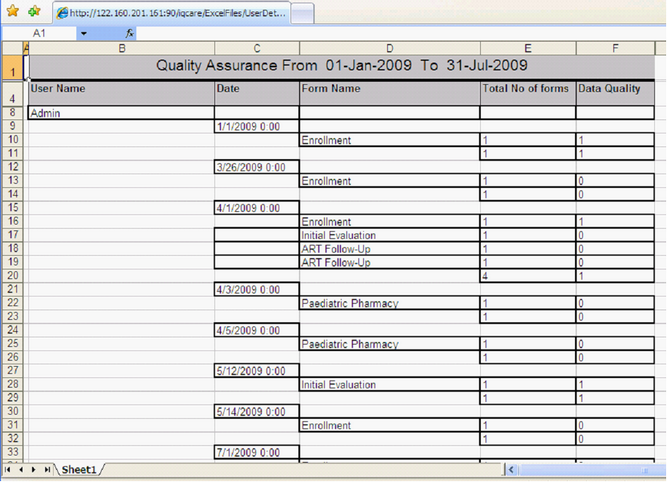 http://122.160.201.161:90/iqcare/ExcelFiles/UserDet...
A1 fx
A B C D E F
1 Quality Assurance From 01-Jan-2009 To 31-Jul-2009
4 User Name Date Form Name Total No of forms Data Quality
8 Admin
9 1/1/2009 0:00
10 Enrollment 1 1
11 1 1
12 3/26/2009 0:00
13 Enrollment 1 0
14 1 0
15 4/1/2009 0:00
16 Enrollment 1 1
17 Initial Evaluation 1 0
18 ART Follow-Up 1 0
19 ART Follow-Up 1 0
20 4 1
21 4/3/2009 0:00
22 Paediatric Pharmacy 1 0
23 1 0
24 4/5/2009 0:00
25 Paediatric Pharmacy 1 0
26 1 0
27 5/12/2009 0:00
28 Initial Evaluation 1 1
29 1 1
30 5/14/2009 0:00
31 Enrollment 1 0
32 1 0
33 7/1/2009 0:00
Sheet1